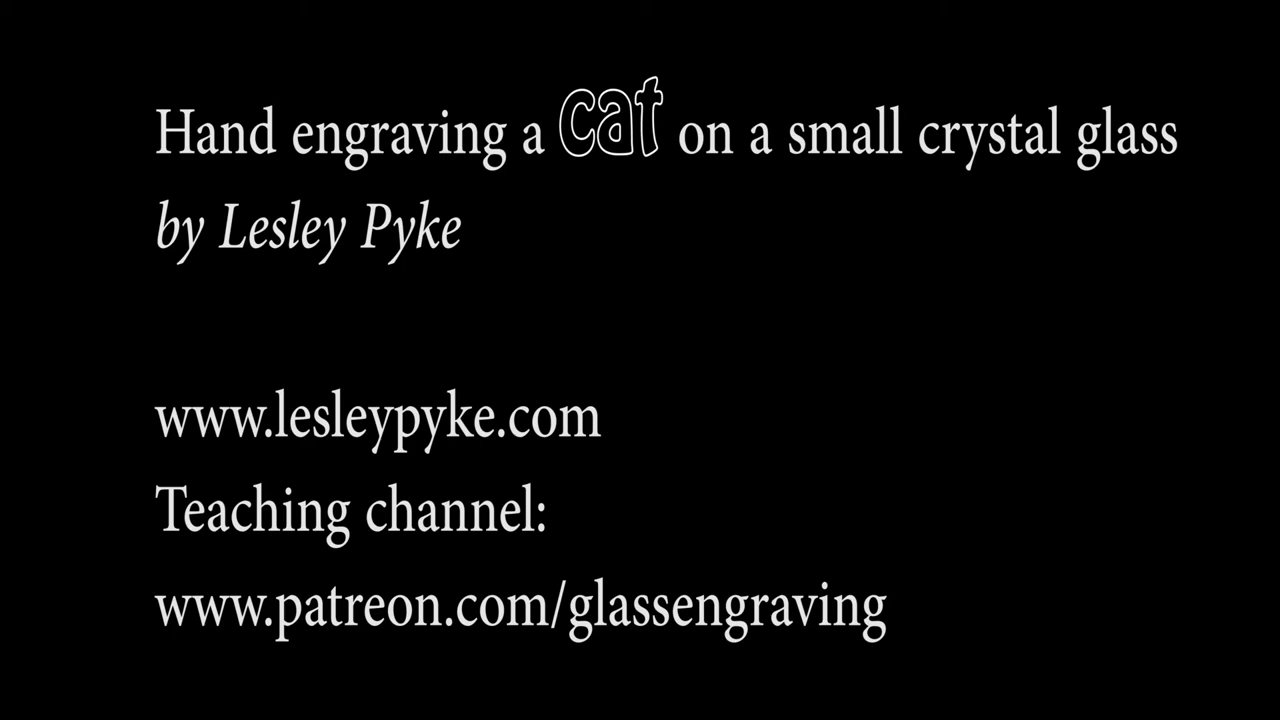 Hand engraving a cat on a small crystal glass
by Lesley Pyke
www.lesleypyke.com
Teaching channel:
www.patreon.com/glassengraving